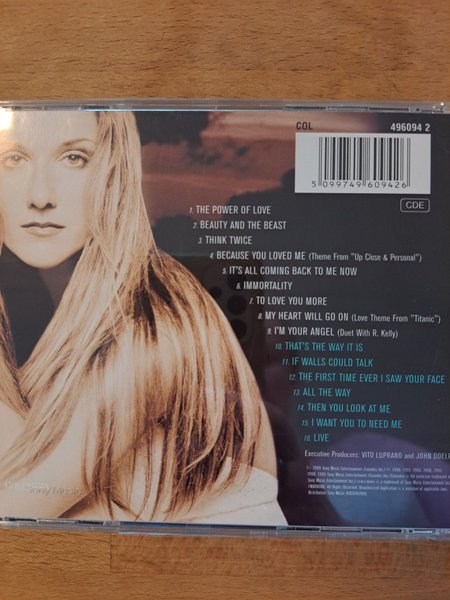 COL 496094 2
5 099749 609426
CDE
1. THE POWER OF LOVE
2. BEAUTY AND THE BEAST
3. THINK TWICE
4. BECAUSE YOU LOVED ME (Theme From "Up Close & Personal")
5. IT'S ALL COMING BACK TO ME NOW
6. IMMORTALITY
7. TO LOVE YOU MORE
8. MY HEART WILL GO ON (Love Theme From "Titanic")
9. I'M YOUR ANGEL (Duet With R. Kelly)
10. THAT'S THE WAY IT IS
11. IF WALLS COULD TALK
12. THE FIRST TIME EVER I SAW YOUR FACE
13. ALL THE WAY
14. THEN YOU LOOK AT ME
15. I WANT YOU TO NEED ME
16. LIVE
Executive Producers: VITO LUPRANO and JOHN DOEL
Sony Music